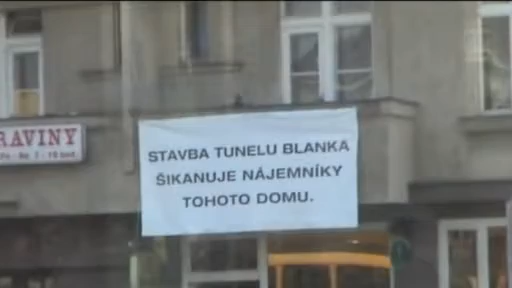 STAVBA TUNELU BLANKA
ŠIKANUJE NÁJEMNÍKY
TOHOTO DOMU.
RAVINY